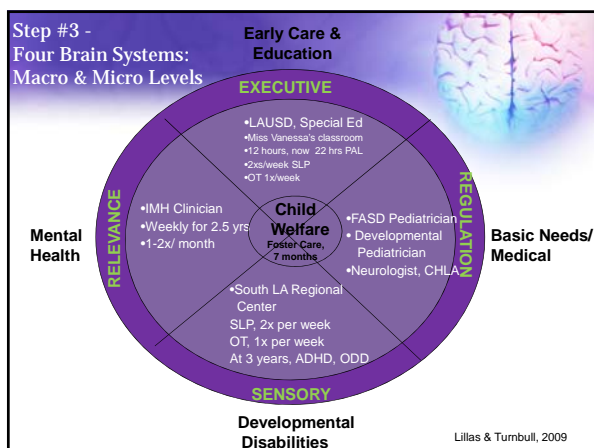 Step #3 -
Four Brain Systems:
Macro & Micro Levels
Early Care &
Education
EXECUTIVE
•LAUSD, Special Ed
•Miss Vanessa's classroom
•12 hours, now 22 hrs PAL
•2xs/week SLP
•OT 1x/week
Mental
Health
RELEVANCE
•IMH Clinician
•Weekly for 2.5 yrs
•1-2x/ month
Child
Welfare
Foster Care,
7 months
•FASD Pediatrician
• Developmental
Pediatrician
•Neurologist, CHLA
REGULATION
Basic Needs/
Medical
•South LA Regional
Center
SLP, 2x per week
OT, 1x per week
At 3 years, ADHD, ODD
SENSORY
Developmental
Disabilities
Lillas & Turnbull, 2009